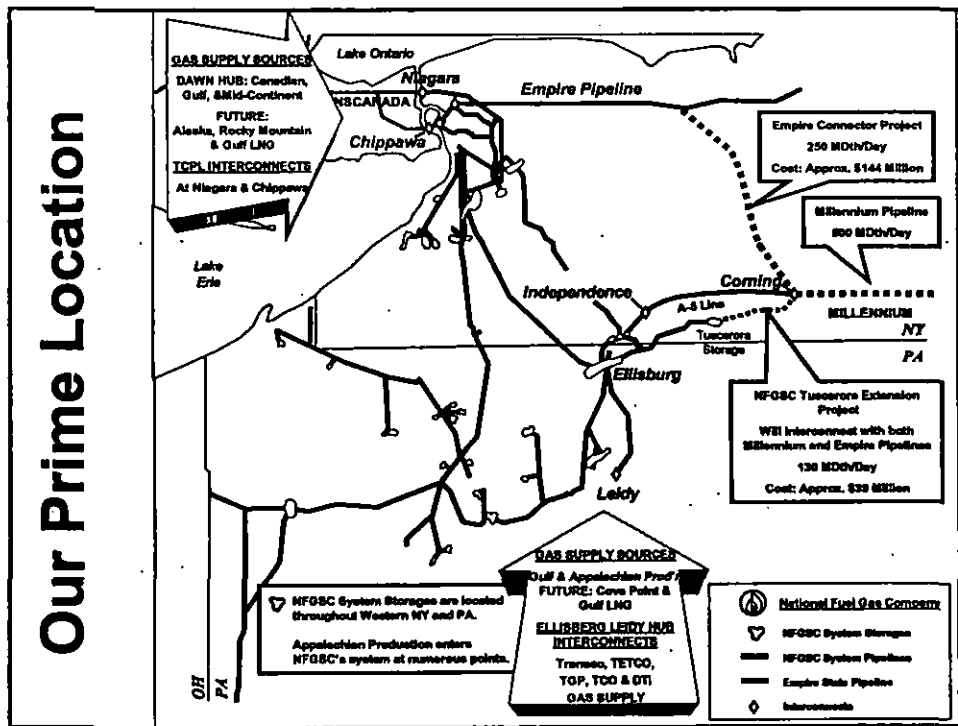 Our Prime Location
GAS SUPPLY SOURCES
DAWN HUB: Canadian,
Gulf, &Mid-Continent
FUTURE:
Alaska, Rocky Mountain
& Gulf LNG
TCPL INTERCONNECTS
At Niagara & Chippawa
Lake Ontario
Niagara
NSCANADA
Chippawa
Empire Pipeline
Empire Connector Project
250 MDth/Day
Cost: Approx. $144 Million
Millennium Pipeline
MDth/Day
Lake
Erie
Independence
Corning
A-5 Line
MILLENNIUM
Tuscarora
Storage
NY
PA
Ellisburg
NFGSC Tuscarora Extension
Project
Will interconnect with both
Millennium and Empire Pipelines
130 MDth/Day
Cost: Approx. Million
Leidy
GAS SUPPLY SOURCES
Gulf & Appalachian Prod'n
FUTURE: Cove Point &
Gulf LNG
ELLISBERG LEIDY HUB
INTERCONNECTS
Transco, TETCO,
TGP, TCO & DTI
GAS SUPPLY
NFGSC System Storages are located
throughout Western NY and PA.
Appalachian Production enters
NFGSC's system at numerous points.
OH
PA
National Fuel Gas Company
NFGSC System Storages
NFGSC System Pipelines
Empire State Pipeline
Interconnects